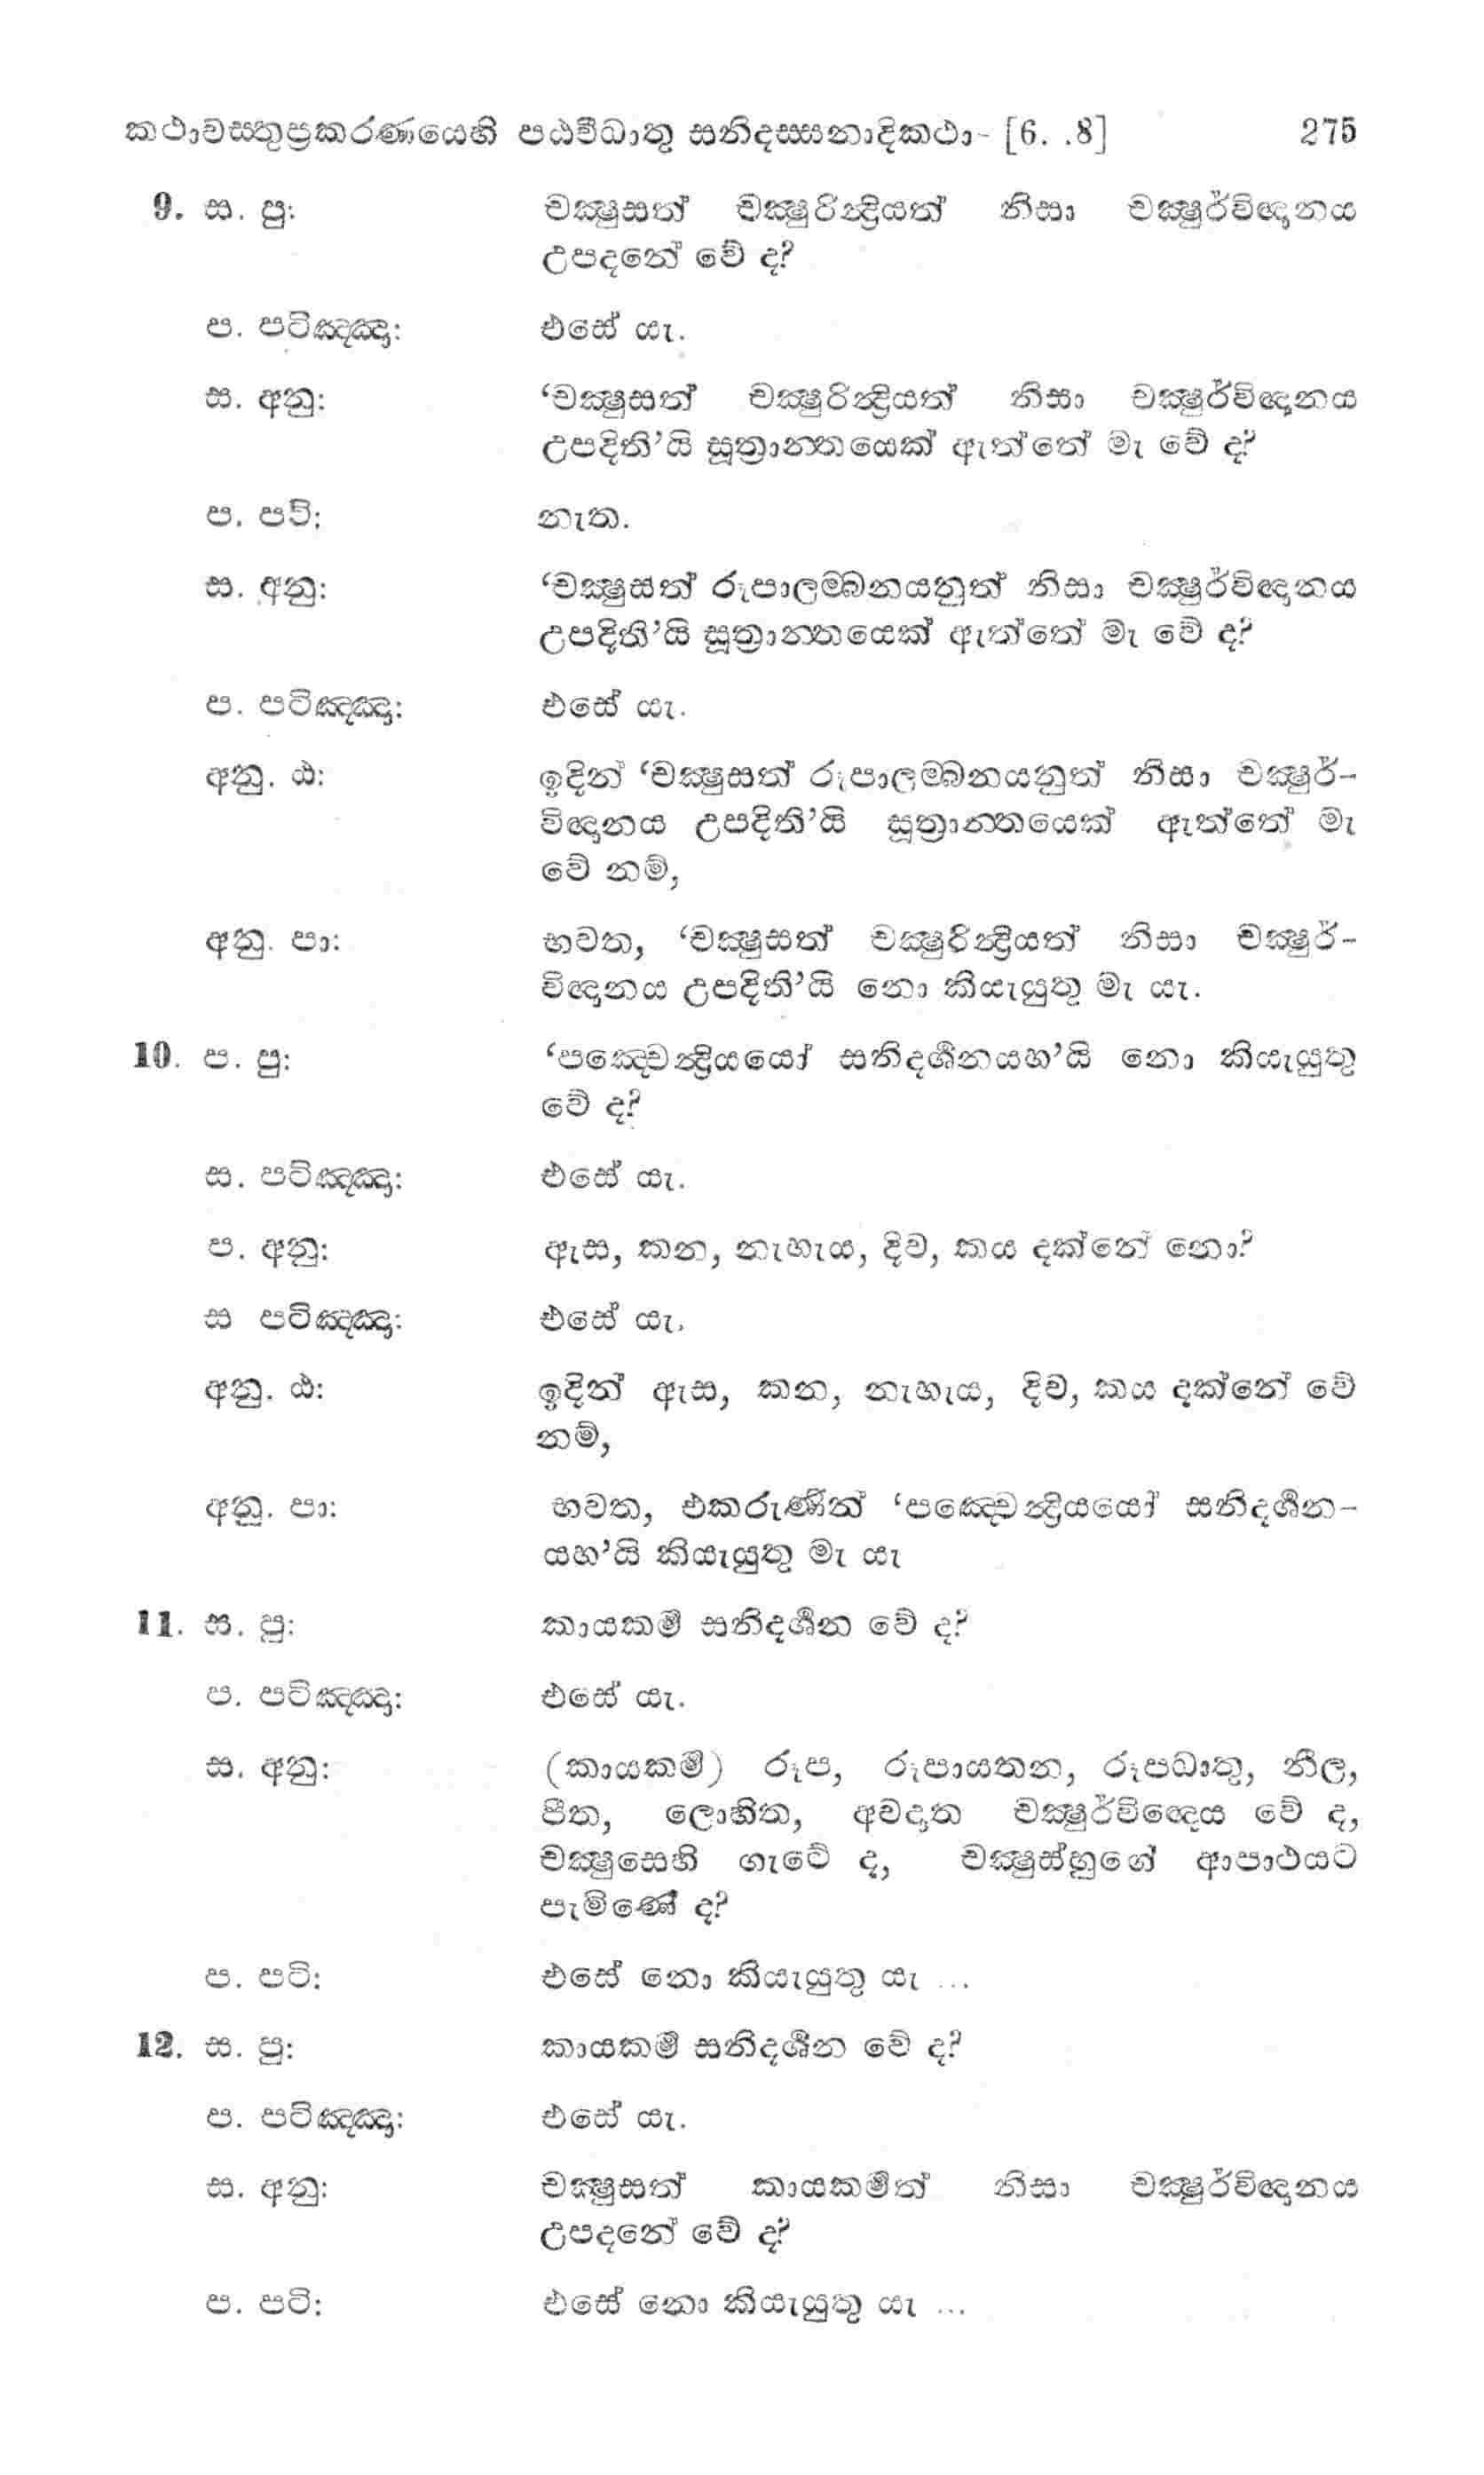 කථාවස්තුප්‍රකරණයෙහි පඨවීධාතු සනිදස්සනාදිකථා- [6. .8] 275
9. ස. පු: චක්‍ෂුසත් චක්‍ෂුරින්‍ද්‍රියත් නිසා චක්‍ෂුර්විඥානය
උපදනේ වේ ද?
ප. පටිඤ්ඤා: එසේ යැ.
ස. අනු: ‘චක්‍ෂුසත් චක්‍ෂුරින්‍ද්‍රියත් නිසා චක්‍ෂුර්විඥානය
උපදිති’යි සූත්‍රාන්‍තයෙක් ඇත්තේ මැ වේ ද?
ප. පටි: නැත.
ස. අනු: ‘චක්‍ෂුසත් රූපාලම්බනයනුත් නිසා චක්‍ෂුර්විඥානය
උපදිති’යි සූත්‍රාන්‍තයෙක් ඇත්තේ මැ වේ ද?
ප. පටිඤ්ඤා: එසේ යැ.
අනු. ඨ: ඉදින් ‘චක්‍ෂුසත් රූපාලම්බනයනුත් නිසා චක්‍ෂුර්-
විඥානය උපදිති’යි සූත්‍රාන්‍තයෙක් ඇත්තේ මැ
වේ නම්,
අනු. පා: භවත, ‘චක්‍ෂුසත් චක්‍ෂුරින්‍ද්‍රියත් නිසා චක්‍ෂුර්-
විඥානය උපදිති’යි නො කියැයුතු මැ යැ.
10. ප. පු: ‘පඤ්චෙන්‍ද්‍රියයෝ සනිදර්‍ශනයහ’යි නො කියැයුතු
වේ ද?
ස. පටිඤ්ඤා: එසේ යැ.
ප. අනු: ඇස, කන, නැහැය, දිව, කය දක්නේ නො?
ස පටිඤ්ඤා: එසේ යැ.
අනු. ඨ: ඉදින් ඇස, කන, නැහැය, දිව, කය දක්නේ වේ
නම්,
අනු. පා: භවත, එකරුණින් ‘පඤ්චෙන්‍ද්‍රියයෝ සනිදර්‍ශන-
යහ’යි කියැයුතු මැ යැ
11. ස. පු: කායකර්‍ම සනිදර්‍ශන වේ ද?
ප. පටිඤ්ඤා: එසේ යැ.
ස. අනු: (කායකර්‍ම) රූප, රූපායතන, රූපධාතු, නීල,
පීත, ලොහිත, අවදාත චක්‍ෂුර්විඥෙය වේ ද,
චක්‍ෂුසෙහි ගැටේ ද, චක්‍ෂුස්හුගේ ආපාථයට
පැමිණේ ද?
ප. පටි: එසේ නො කියැයුතු යැ ...
12. ස. පු: කායකර්‍ම සනිදර්‍ශන වේ ද?
ප. පටිඤ්ඤා: එසේ යැ.
ස. අනු: චක්‍ෂුසත් කායකර්‍මත් නිසා චක්‍ෂුර්විඥානය
උපදනේ වේ ද?
ප. පටි: එසේ නො කියැයුතු යැ ...